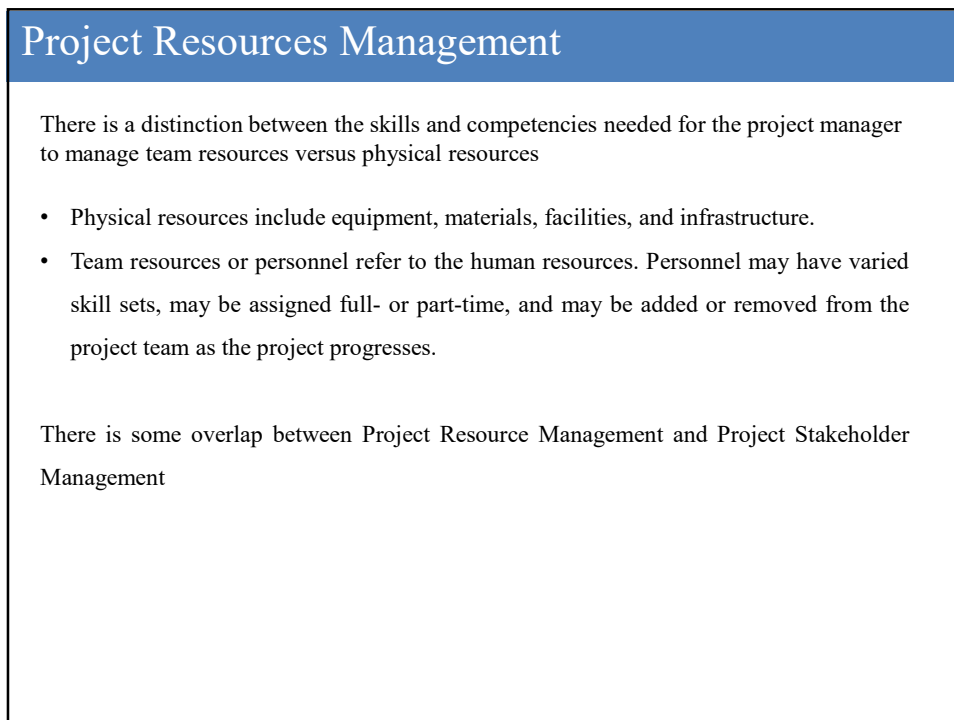 Project Resources Management
There is a distinction between the skills and competencies needed for the project manager
to manage team resources versus physical resources
• Physical resources include equipment, materials, facilities, and infrastructure.
• Team resources or personnel refer to the human resources. Personnel may have varied
skill sets, may be assigned full- or part-time, and may be added or removed from the
project team as the project progresses.
There is some overlap between Project Resource Management and Project Stakeholder
Management